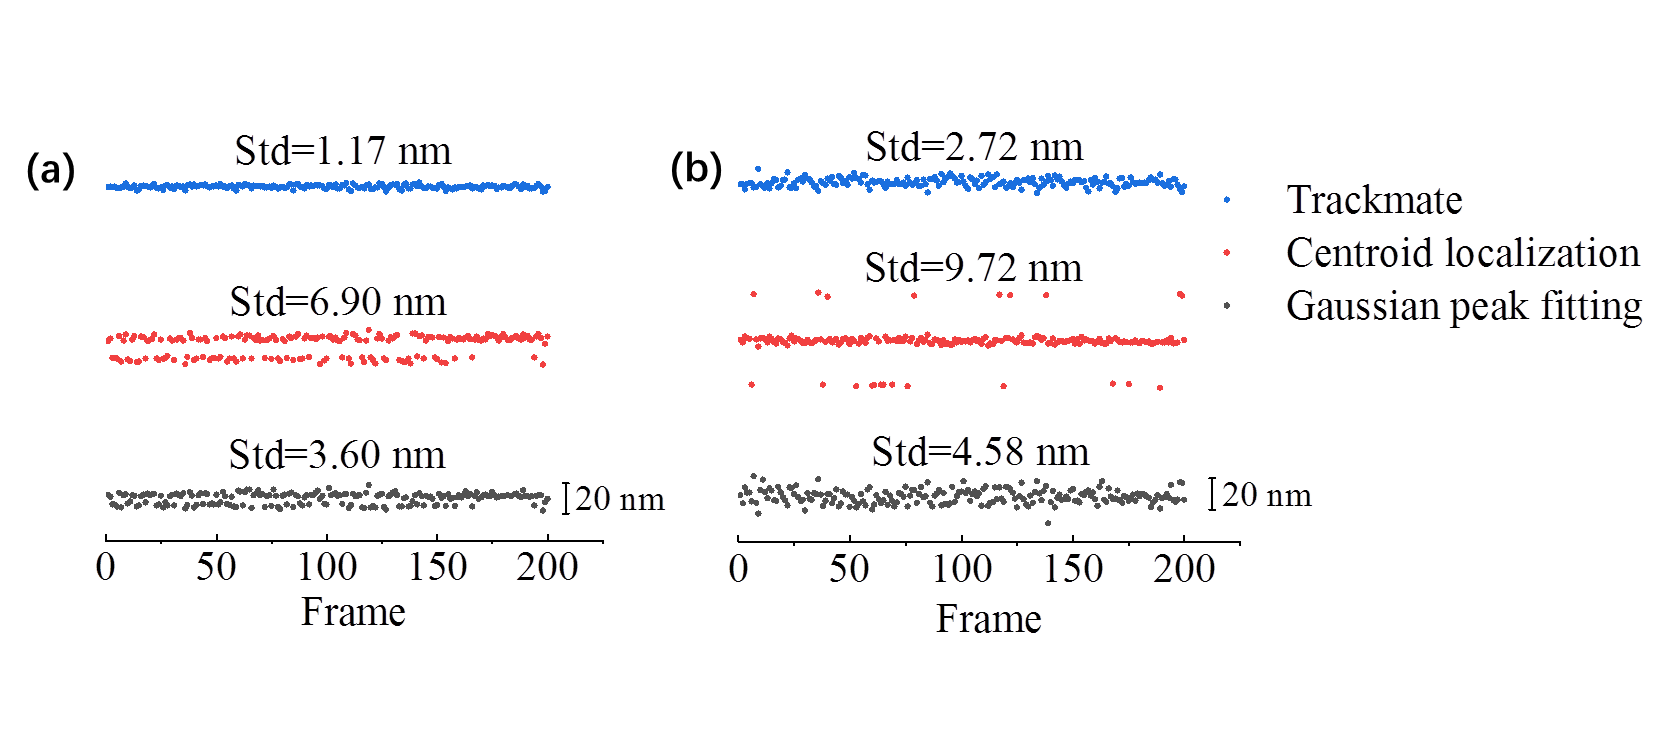 (a)
Std=1.17 nm
Std=6.90 nm
Std=3.60 nm
20 nm
0 50 100 150 200
Frame
(b)
Std=2.72 nm
Std=9.72 nm
Std=4.58 nm
20 nm
0 50 100 150 200
Frame
Trackmate
Centroid localization
Gaussian peak fitting